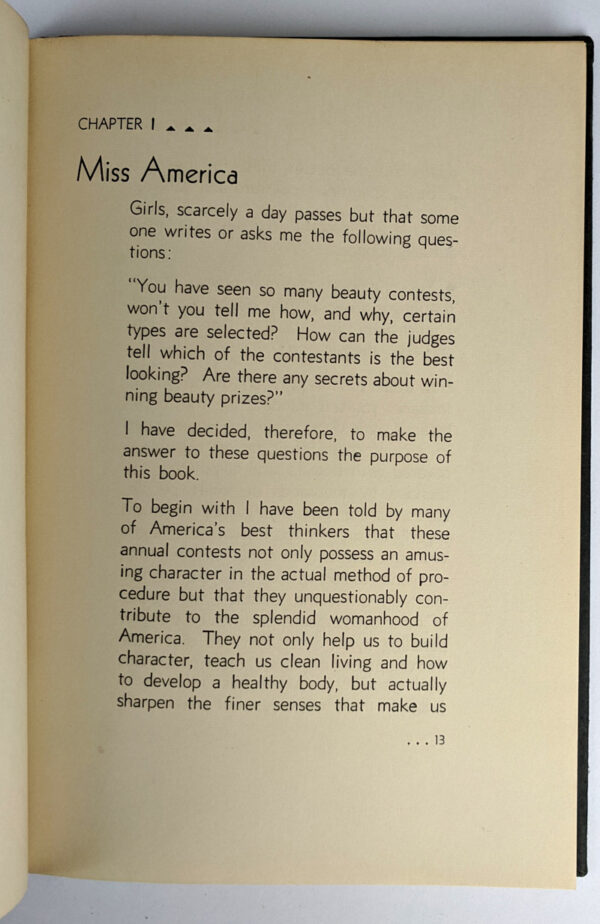 CHAPTER I ▲ ▲ ▲
Miss America
Girls, scarcely a day passes but that some
one writes or asks me the following ques-
tions:
"You have seen so many beauty contests,
won't you tell me how, and why, certain
types are selected? How can the judges
tell which of the contestants is the best
looking? Are there any secrets about win-
ning beauty prizes?"
I have decided, therefore, to make the
answer to these questions the purpose of
this book.
To begin with I have been told by many
of America's best thinkers that these
annual contests not only possess an amus-
ing character in the actual method of pro-
cedure but that they unquestionably con-
tribute to the splendid womanhood of
America. They not only help us to build
character, teach us clean living and how
to develop a healthy body, but actually
sharpen the finer senses that make us
. . . 13